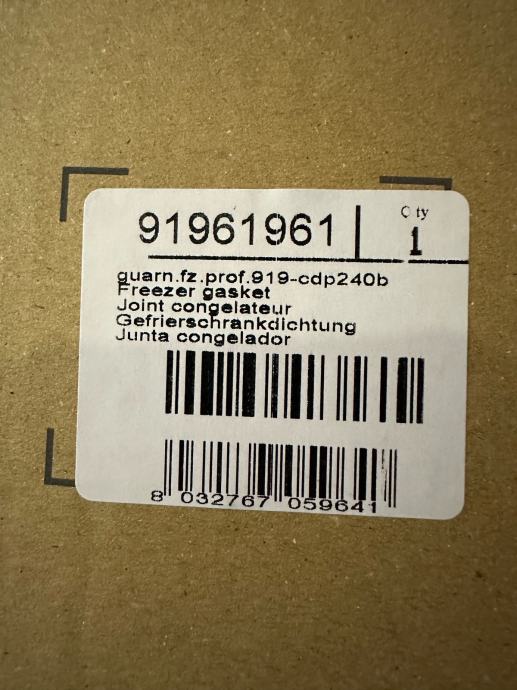 91961961
Q ty
1
guarn.fz.prof.919-cdp240b
Freezer gasket
Joint congelateur
Gefrierschrankdichtung
Junta congelador
8 032767 059641